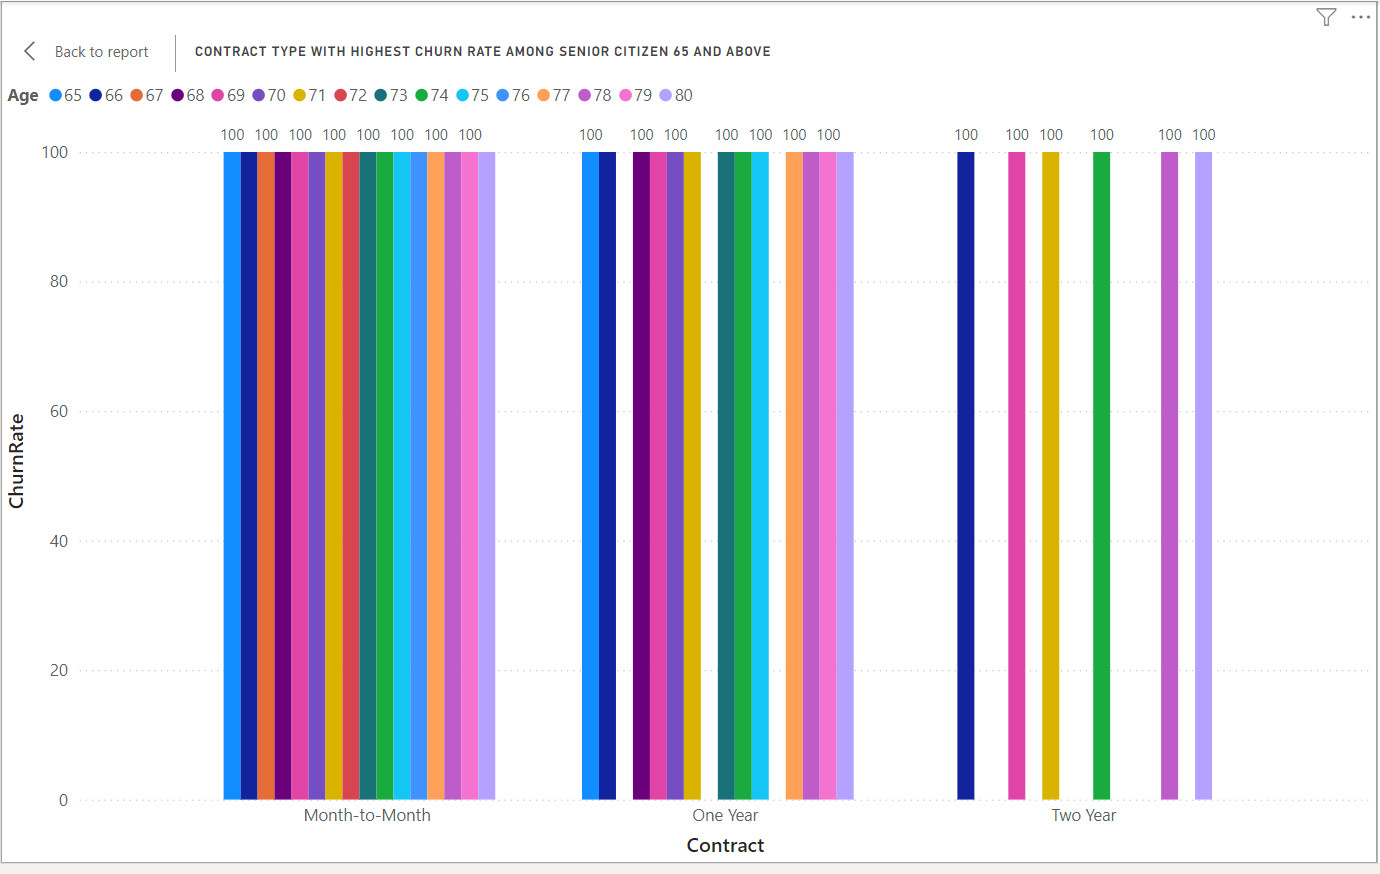 Back to report
CONTRACT TYPE WITH HIGHEST CHURN RATE AMONG SENIOR CITIZEN 65 AND ABOVE
Age 65 66 67 68 69 70 71 72 73 74 75 76 77 78 79 80
100 100 100 100 100 100 100 100 100 100 100 100 100 100 100 100 100 100 100 100 100
100
80
60
40
20
0
ChurnRate
Month-to-Month One Year Two Year
Contract